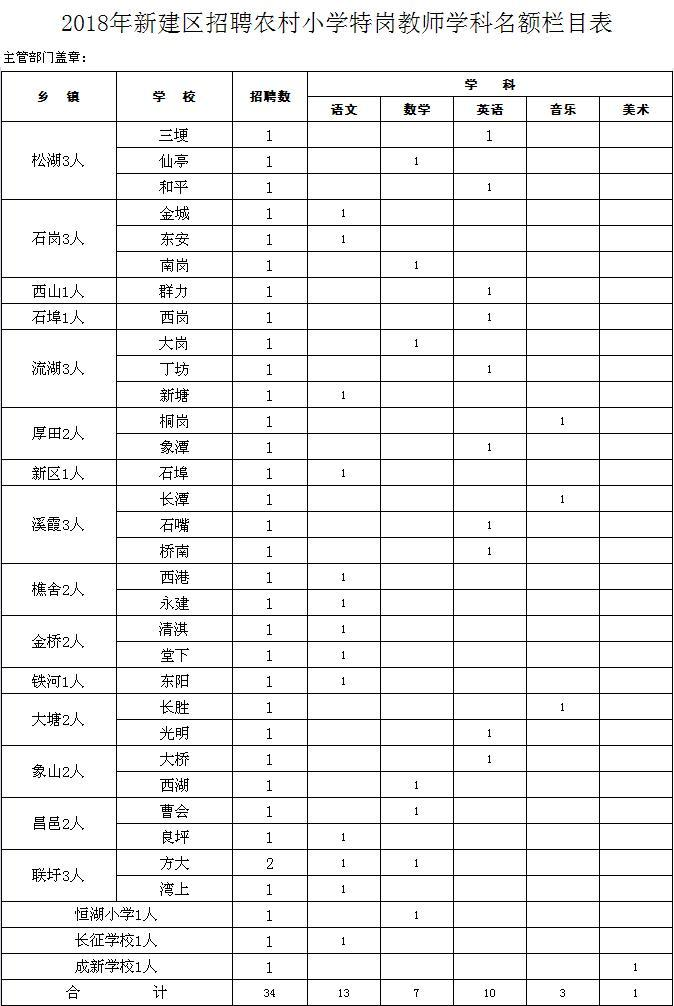 2018年新建区招聘农村小学特岗教师学科名额栏目表
主管部门盖章：
乡 镇 学 校 招聘数 学 科
语文 数学 英语 音乐 美术
松湖3人 三埂 1 1
仙亭 1 1
和平 1 1
石岗3人 金城 1 1
东安 1 1
南岗 1 1
西山1人 群力 1 1
石埠1人 西岗 1 1
流湖3人 大岗 1 1
丁坊 1 1
新塘 1 1
厚田2人 桐岗 1 1
象潭 1 1
新区1人 石埠 1 1
溪霞3人 长潭 1 1
石嘴 1 1
桥南 1 1
樵舍2人 西港 1 1
永建 1 1
金桥2人 清淇 1 1
堂下 1 1
铁河1人 东阳 1 1
大塘2人 长胜 1 1
光明 1 1
象山2人 大桥 1 1
西湖 1 1
昌邑2人 曹会 1 1
良坪 1 1
联圩3人 方大 2 1 1
湾上 1 1
恒湖小学1人 1 1
长征学校1人 1 1
成新学校1人 1 1
合 计 34 13 7 10 3 1